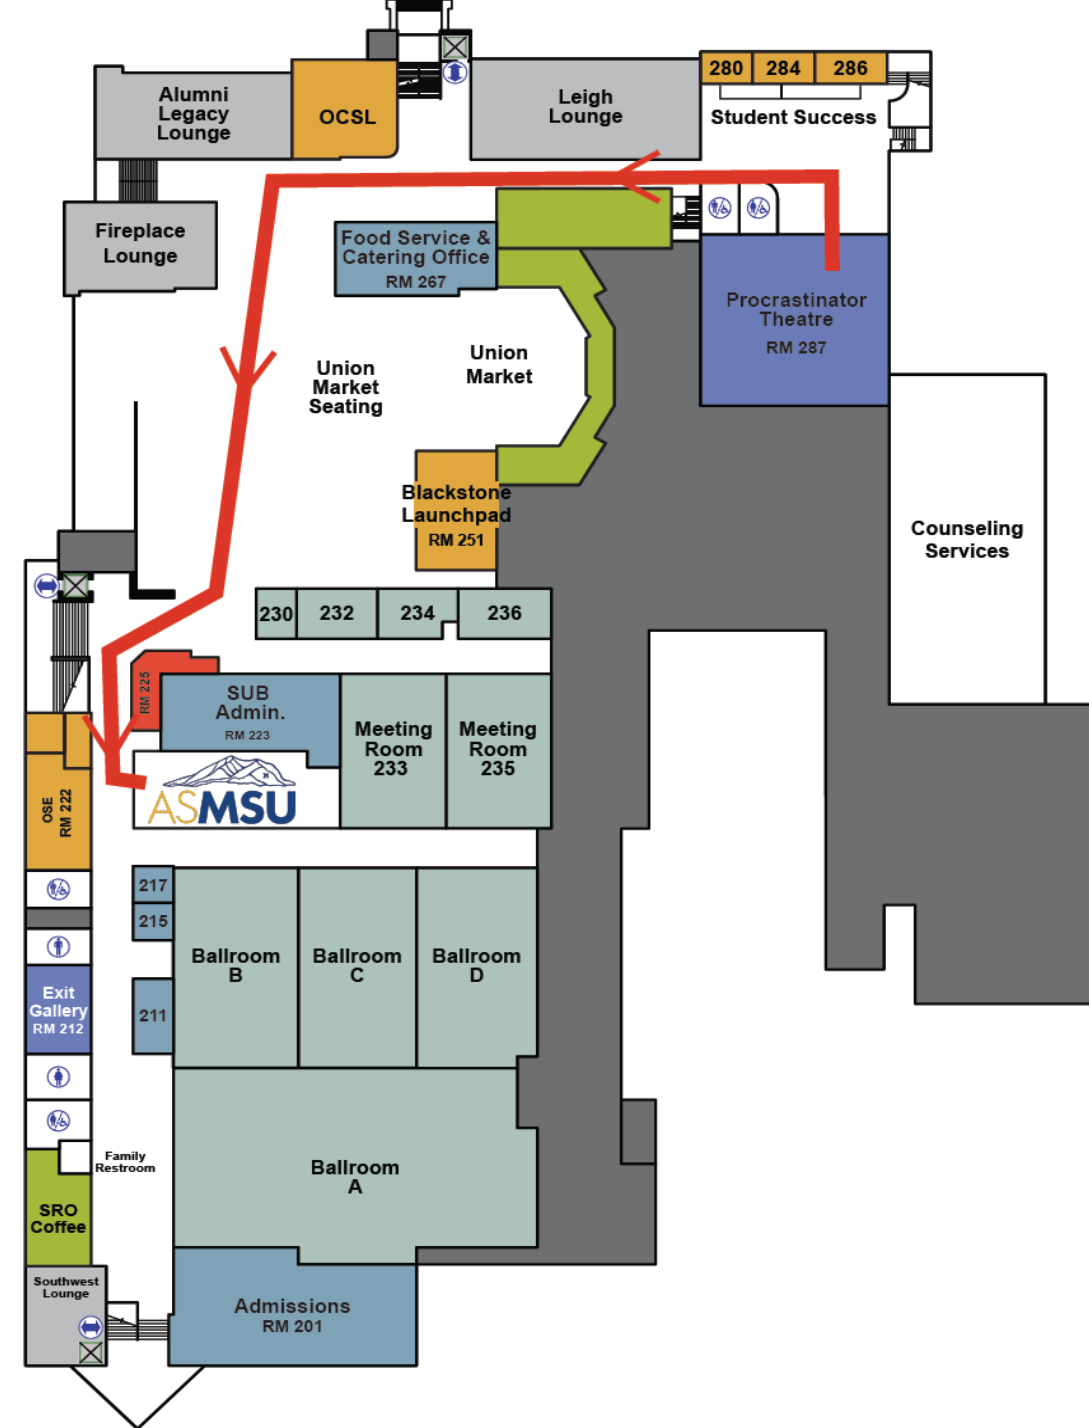 280
284
286
Student Success
Alumni
Legacy
Lounge
OCSL
Leigh
Lounge
Fireplace
Lounge
Food Service &
Catering Office
RM 267
Procrastinator
Theatre
RM 287
Union
Market
Union
Market
Seating
Blackstone
Launchpad
RM 251
Counseling
Services
230
232
234
236
RM 225
SUB
Admin.
RM 223
Meeting
Room
233
Meeting
Room
235
ASMSU
OSE
RM 222
217
215
211
Ballroom
B
Ballroom
C
Ballroom
D
Exit
Gallery
RM 212
Family
Restroom
Ballroom
A
SRO
Coffee
Southwest
Lounge
Admissions
RM 201